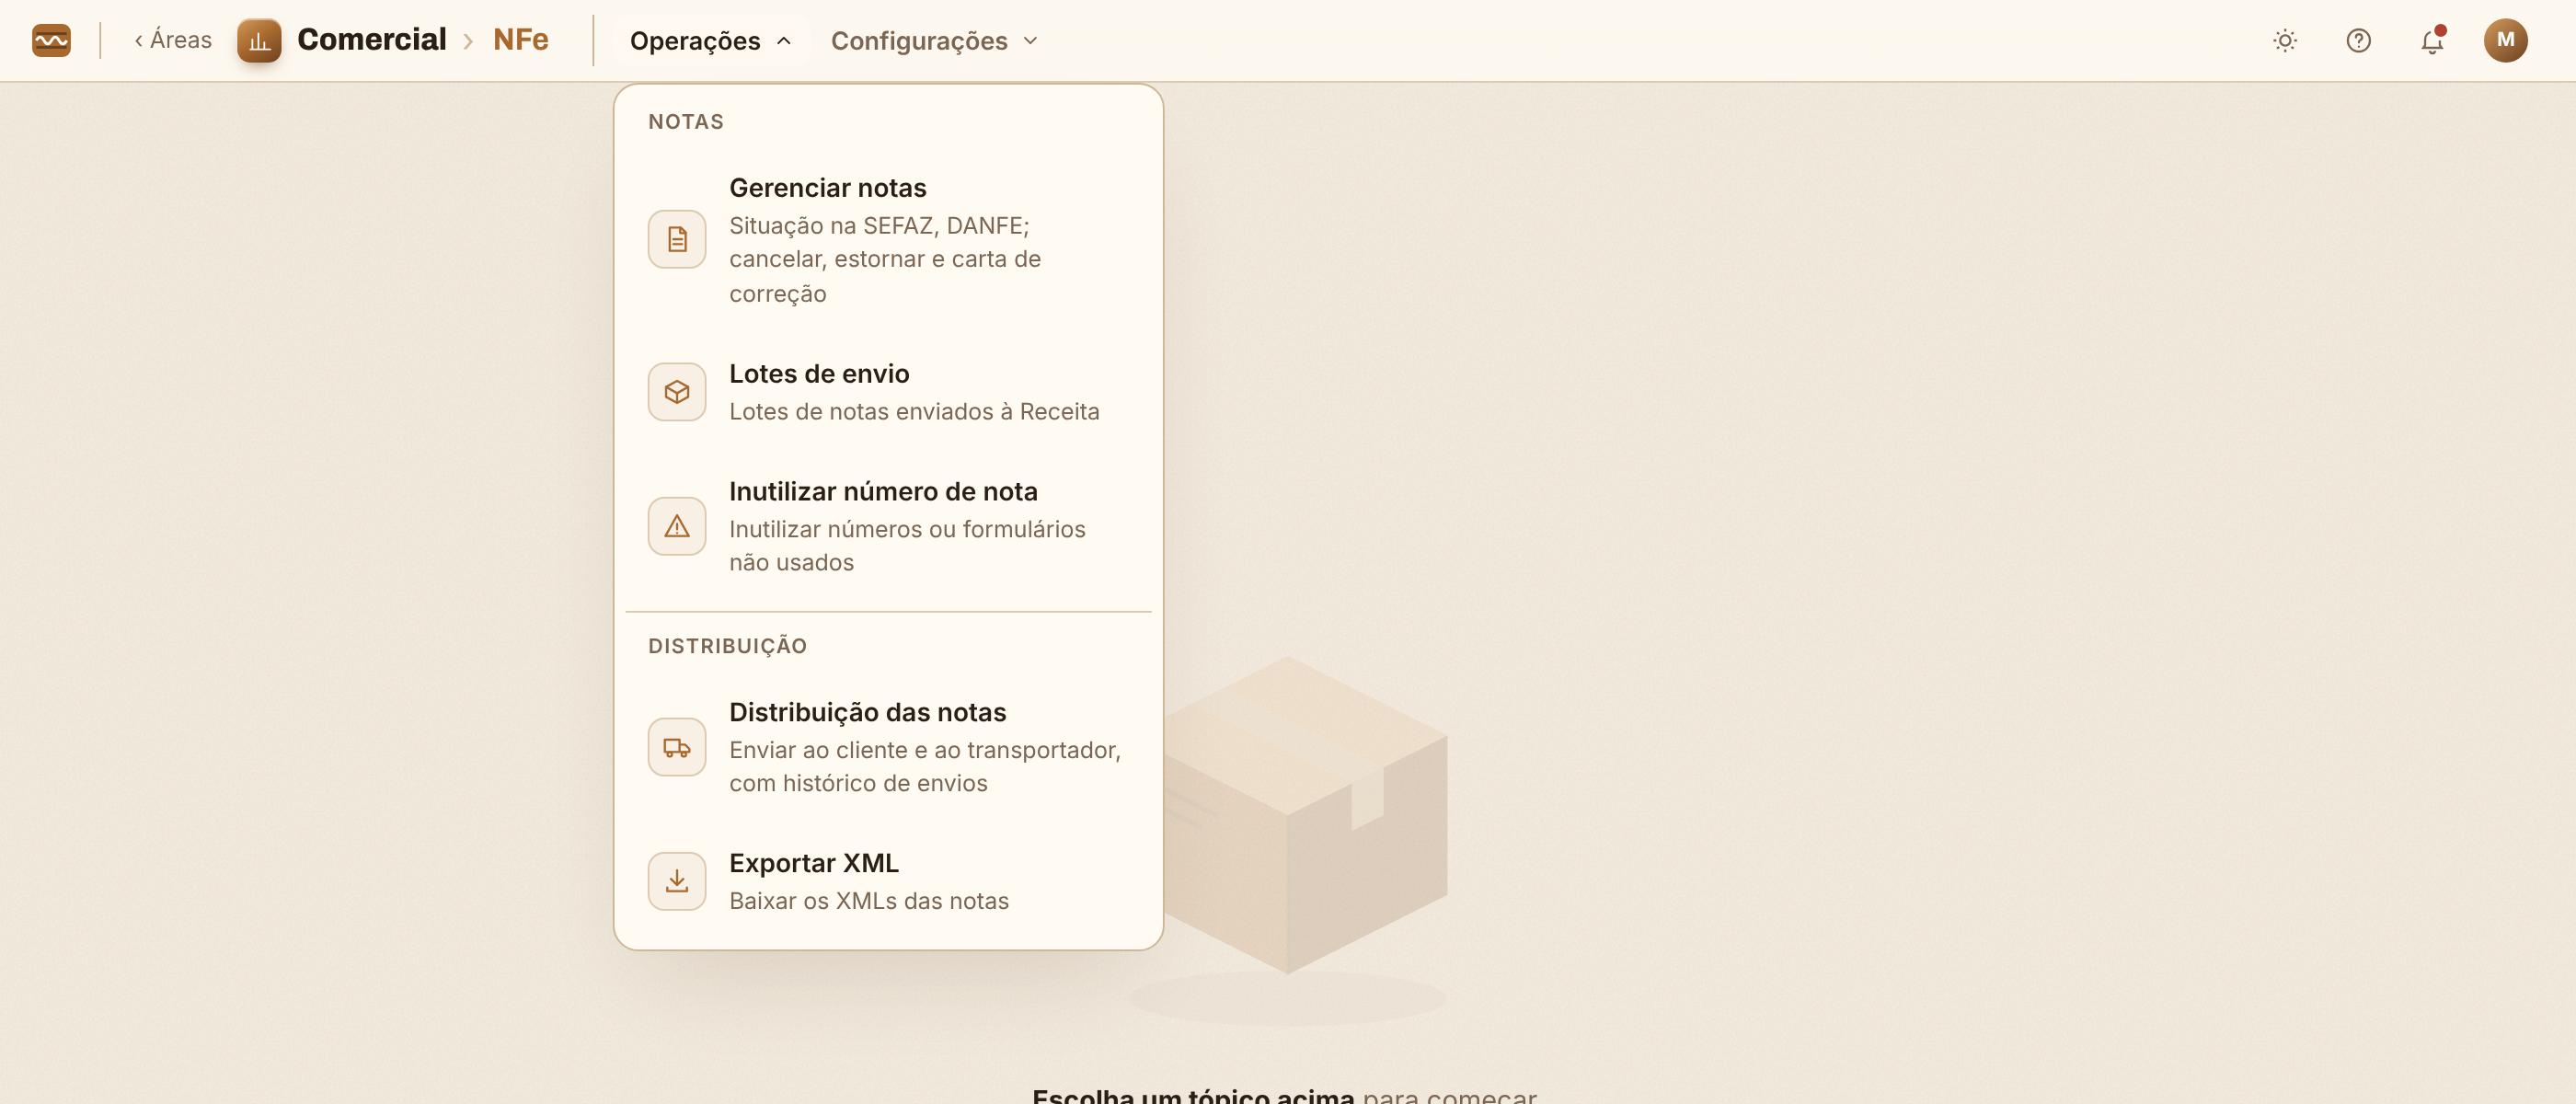 ‹ Áreas
Comercial › NFe
Operações
Configurações
M
NOTAS
Gerenciar notas
Situação na SEFAZ, DANFE;
cancelar, estornar e carta de
correção
Lotes de envio
Lotes de notas enviados à Receita
Inutilizar número de nota
Inutilizar números ou formulários
não usados
DISTRIBUIÇÃO
Distribuição das notas
Enviar ao cliente e ao transportador,
com histórico de envios
Exportar XML
Baixar os XMLs das notas
Escolha um tópico acima para começar